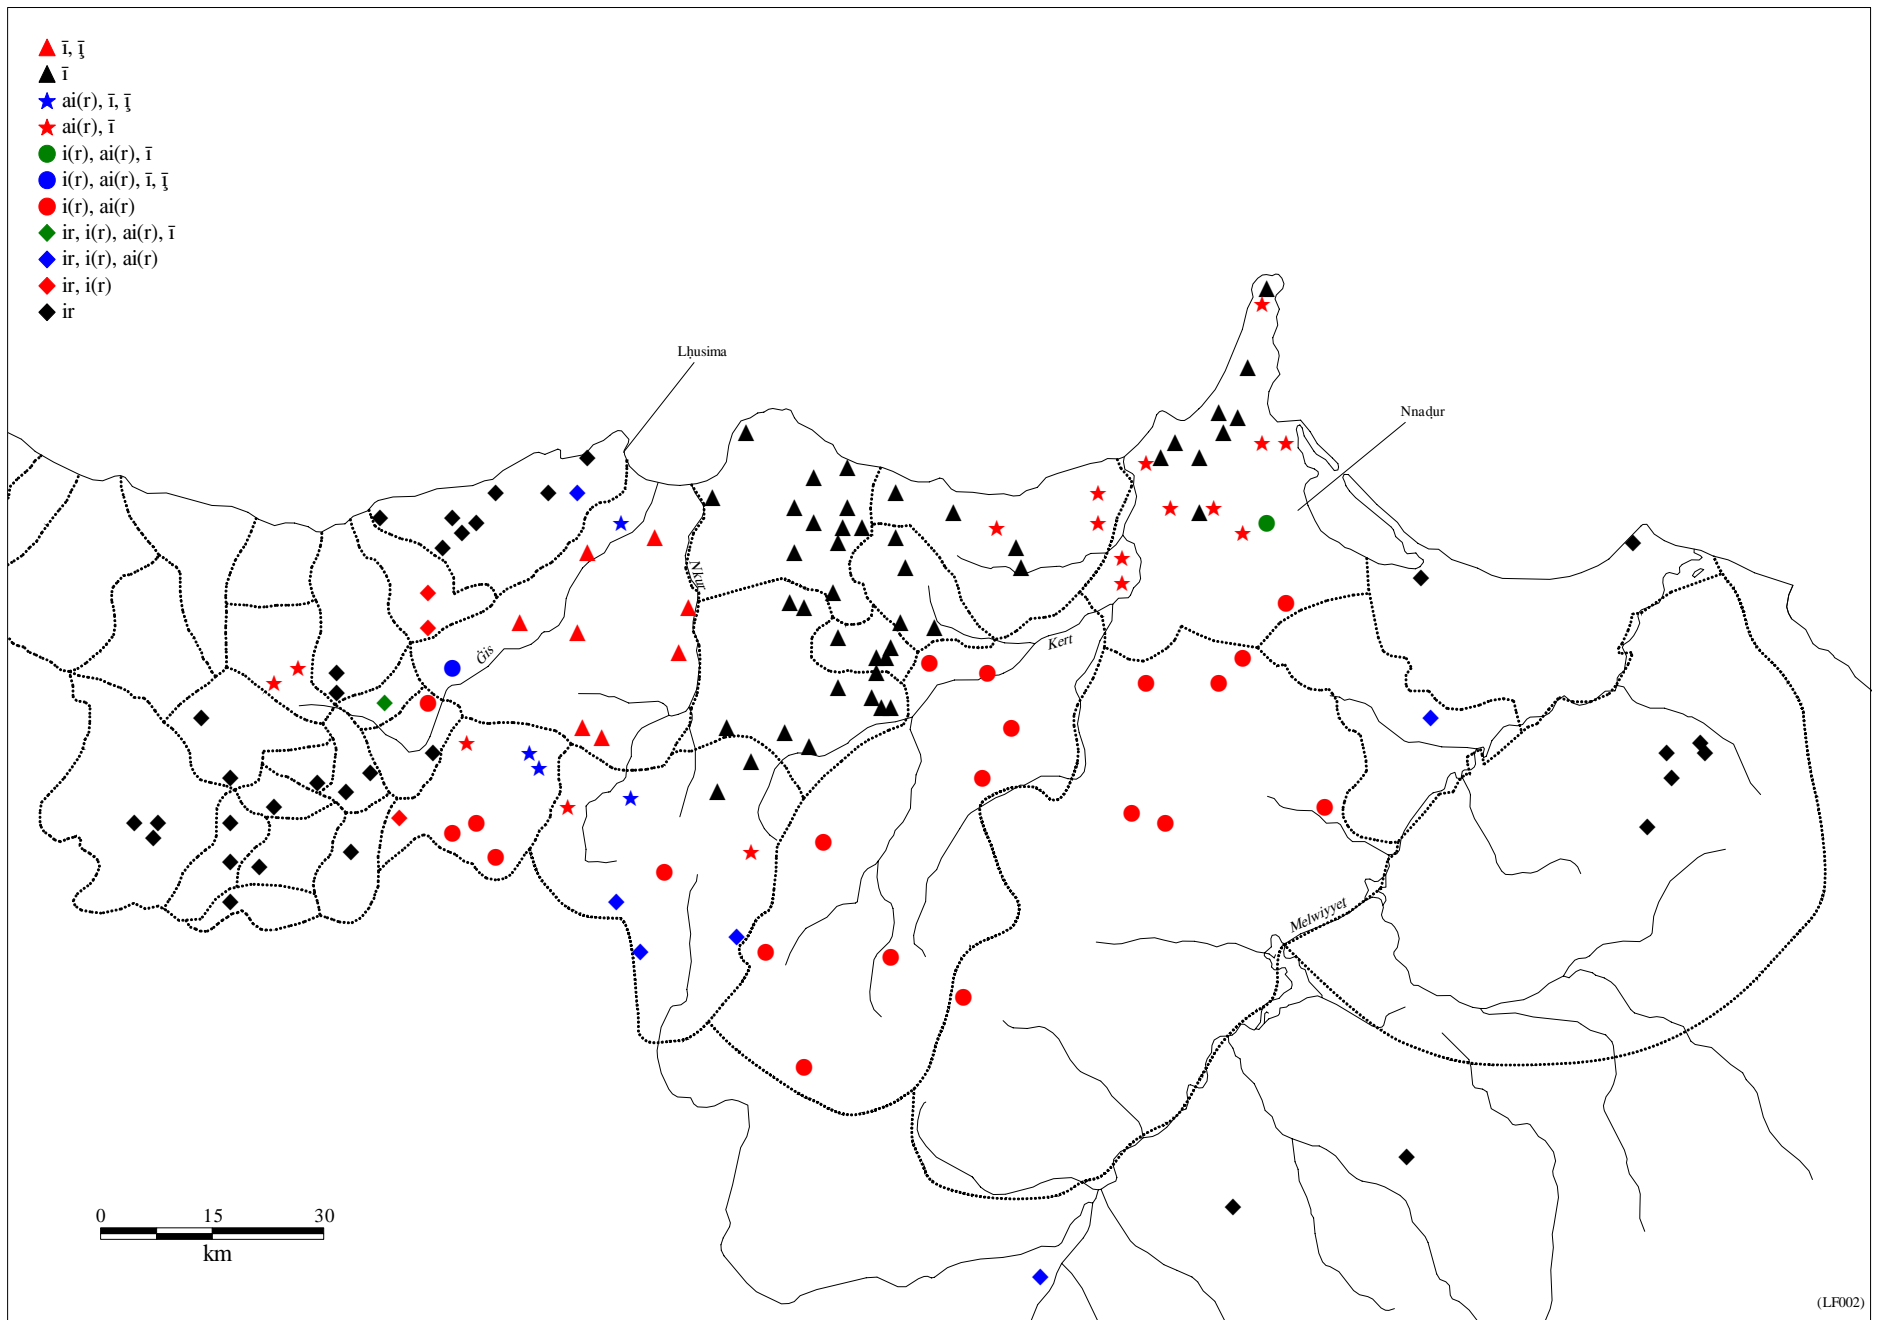 ī, ī̧
ī
ai(r), ī, ī̧
ai(r), ī
i(r), ai(r), ī
i(r), ai(r), ī, ī̧
i(r), ai(r)
ir, i(r), ai(r), ī
ir, i(r), ai(r)
ir, i(r)
ir
Lḥusima
Nnaḍur
Nkur
Kert
Ġis
Melwiyyet
0 15 30
km
(LF002)